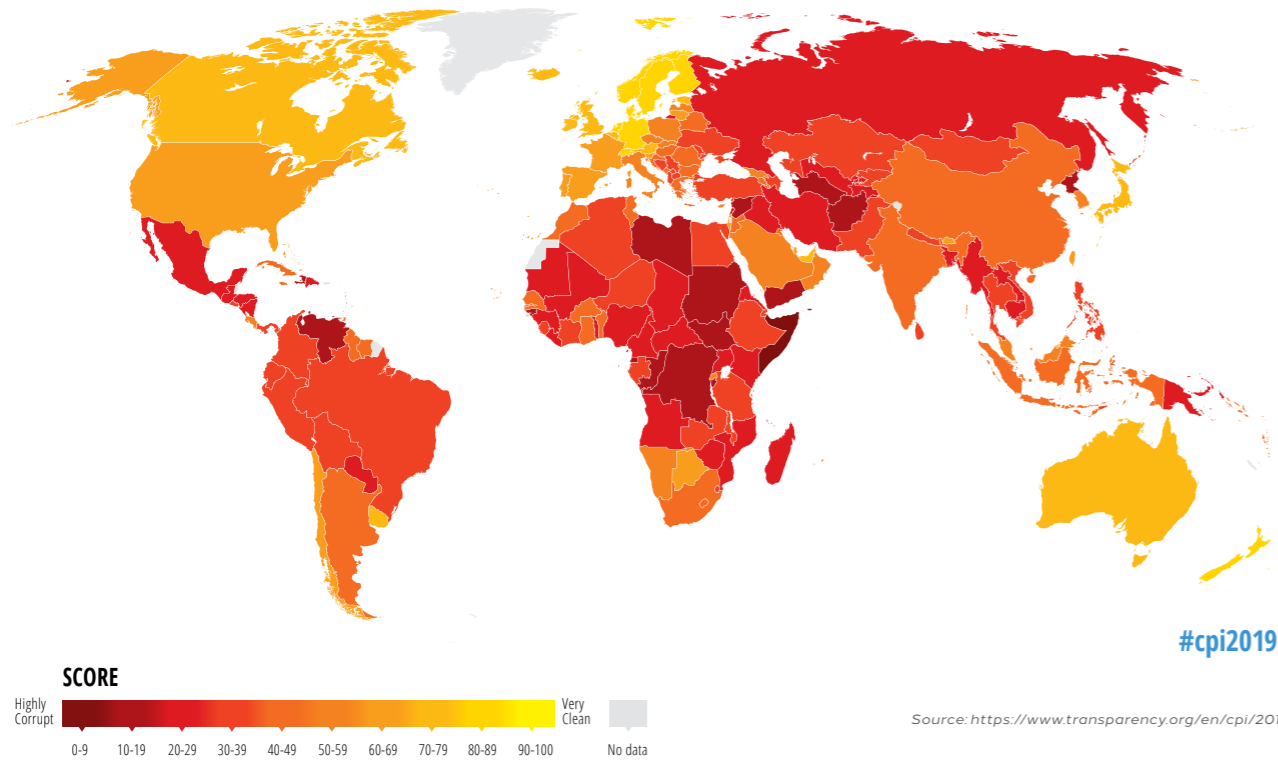 #cpi2019
SCORE
Highly
Corrupt
Very
Clean
0-9 10-19 20-29 30-39 40-49 50-59 60-69 70-79 80-89 90-100 No data
Source: https://www.transparency.org/en/cpi/201